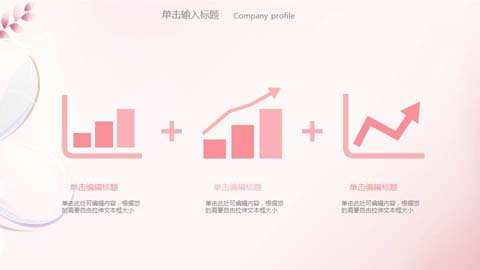 单击输入标题 Company profile
单击编辑标题
单击此处可编辑内容，根据您
的需要自由拉伸文本框大小
单击编辑标题
单击此处可编辑内容，根据您
的需要自由拉伸文本框大小
单击编辑标题
单击此处可编辑内容，根据您
的需要自由拉伸文本框大小